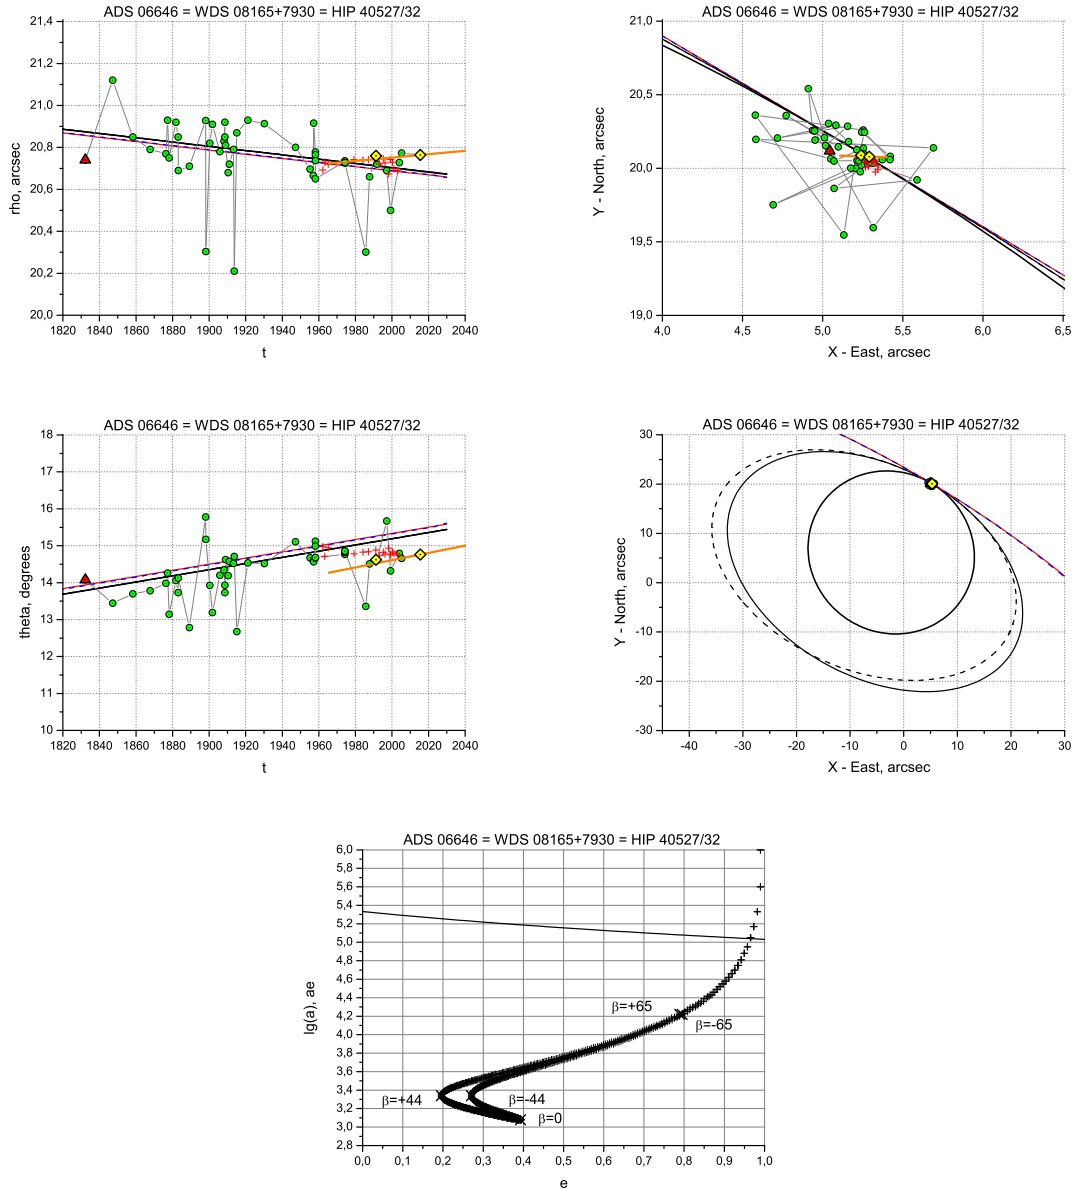 ADS 06646 = WDS 08165+7930 = HIP 40527/32
21,4
21,2
21,0
20,8
20,6
20,4
20,2
20,0
rho, arcsec
1820 1840 1860 1880 1900 1920 1940 1960 1980 2000 2020 2040
t
ADS 06646 = WDS 08165+7930 = HIP 40527/32
21,0
20,5
20,0
19,5
19,0
Y - North, arcsec
4,0 4,5 5,0 5,5 6,0 6,5
X - East, arcsec
ADS 06646 = WDS 08165+7930 = HIP 40527/32
18
17
16
15
14
13
12
11
10
theta, degrees
1820 1840 1860 1880 1900 1920 1940 1960 1980 2000 2020 2040
t
ADS 06646 = WDS 08165+7930 = HIP 40527/32
30
20
10
0
-10
-20
-30
Y - North, arcsec
-40 -30 -20 -10 0 10 20 30
X - East, arcsec
ADS 06646 = WDS 08165+7930 = HIP 40527/32
6,0
5,8
5,6
5,4
5,2
5,0
4,8
4,6
4,4
4,2
4,0
3,8
3,6
3,4
3,2
3,0
2,8
lg(a), ae
β=+65
β=-65
β=+44
β=-44
β=0
0,0 0,1 0,2 0,3 0,4 0,5 0,6 0,7 0,8 0,9 1,0
e